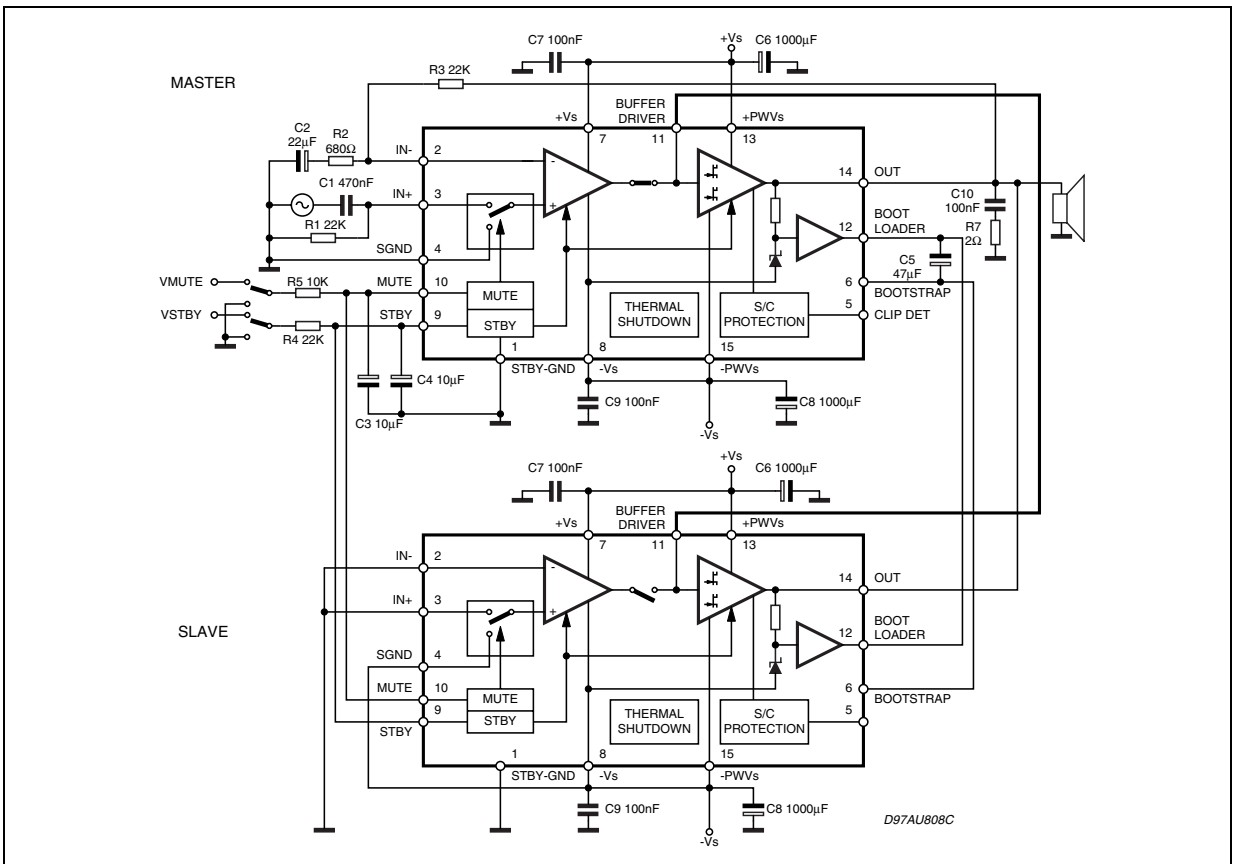 C7 100nF
+Vs
C6 1000μF
MASTER
R3 22K
BUFFER
DRIVER
+Vs
7
11
+PWVs
13
C2
22μF
R2
680Ω
IN-
2
-
14
OUT
C1 470nF
IN+
3
+
C10
100nF
R1 22K
12
BOOT
LOADER
R7
2Ω
SGND
4
C5
47μF
VMUTE
R5 10K
MUTE
10
MUTE
6
BOOTSTRAP
VSTBY
R4 22K
STBY
9
STBY
THERMAL
SHUTDOWN
S/C
PROTECTION
5
CLIP DET
1
STBY-GND
8
-Vs
15
-PWVs
C4 10μF
C3 10μF
C9 100nF
C8 1000μF
-Vs
C7 100nF
+Vs
C6 1000μF
BUFFER
DRIVER
+Vs
7
11
+PWVs
13
IN-
2
-
14
OUT
IN+
3
+
SLAVE
12
BOOT
LOADER
SGND
4
MUTE
10
MUTE
6
BOOTSTRAP
STBY
9
STBY
THERMAL
SHUTDOWN
S/C
PROTECTION
5
1
STBY-GND
8
-Vs
15
-PWVs
C9 100nF
C8 1000μF
-Vs
D97AU808C